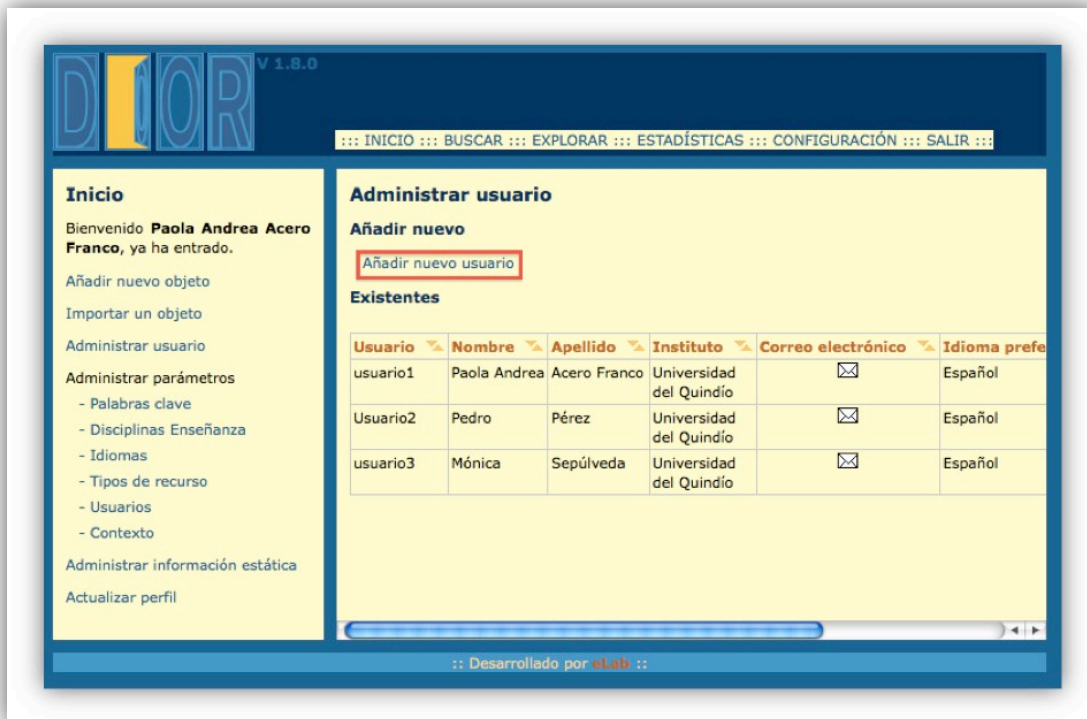 DOOR V 1.8.0
::: INICIO ::: BUSCAR ::: EXPLORAR ::: ESTADÍSTICAS ::: CONFIGURACIÓN ::: SALIR :::
Inicio
Bienvenido Paola Andrea Acero
Franco, ya ha entrado.
Añadir nuevo objeto
Importar un objeto
Administrar usuario
Administrar parámetros
- Palabras clave
- Disciplinas Enseñanza
- Idiomas
- Tipos de recurso
- Usuarios
- Contexto
Administrar información estática
Actualizar perfil
Administrar usuario
Añadir nuevo
Añadir nuevo usuario
Existentes
Usuario Nombre Apellido Instituto Correo electrónico Idioma prefe
usuario1 Paola Andrea Acero Franco Universidad Español
del Quindío
Usuario2 Pedro Pérez Universidad Español
del Quindío
usuario3 Mónica Sepúlveda Universidad Español
del Quindío
:: Desarrollado por eLab ::